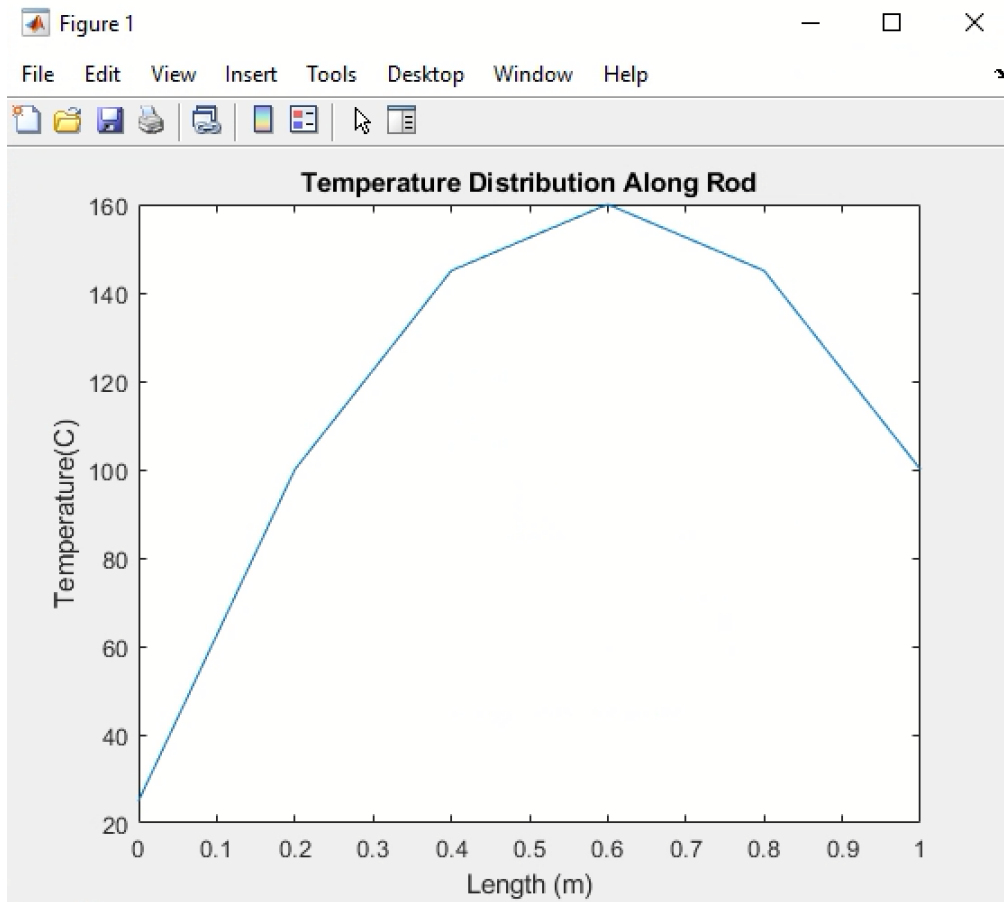 Figure 1
File Edit View Insert Tools Desktop Window Help
Temperature Distribution Along Rod
160
140
120
100
80
60
40
20
Temperature(C)
0 0.1 0.2 0.3 0.4 0.5 0.6 0.7 0.8 0.9 1
Length (m)